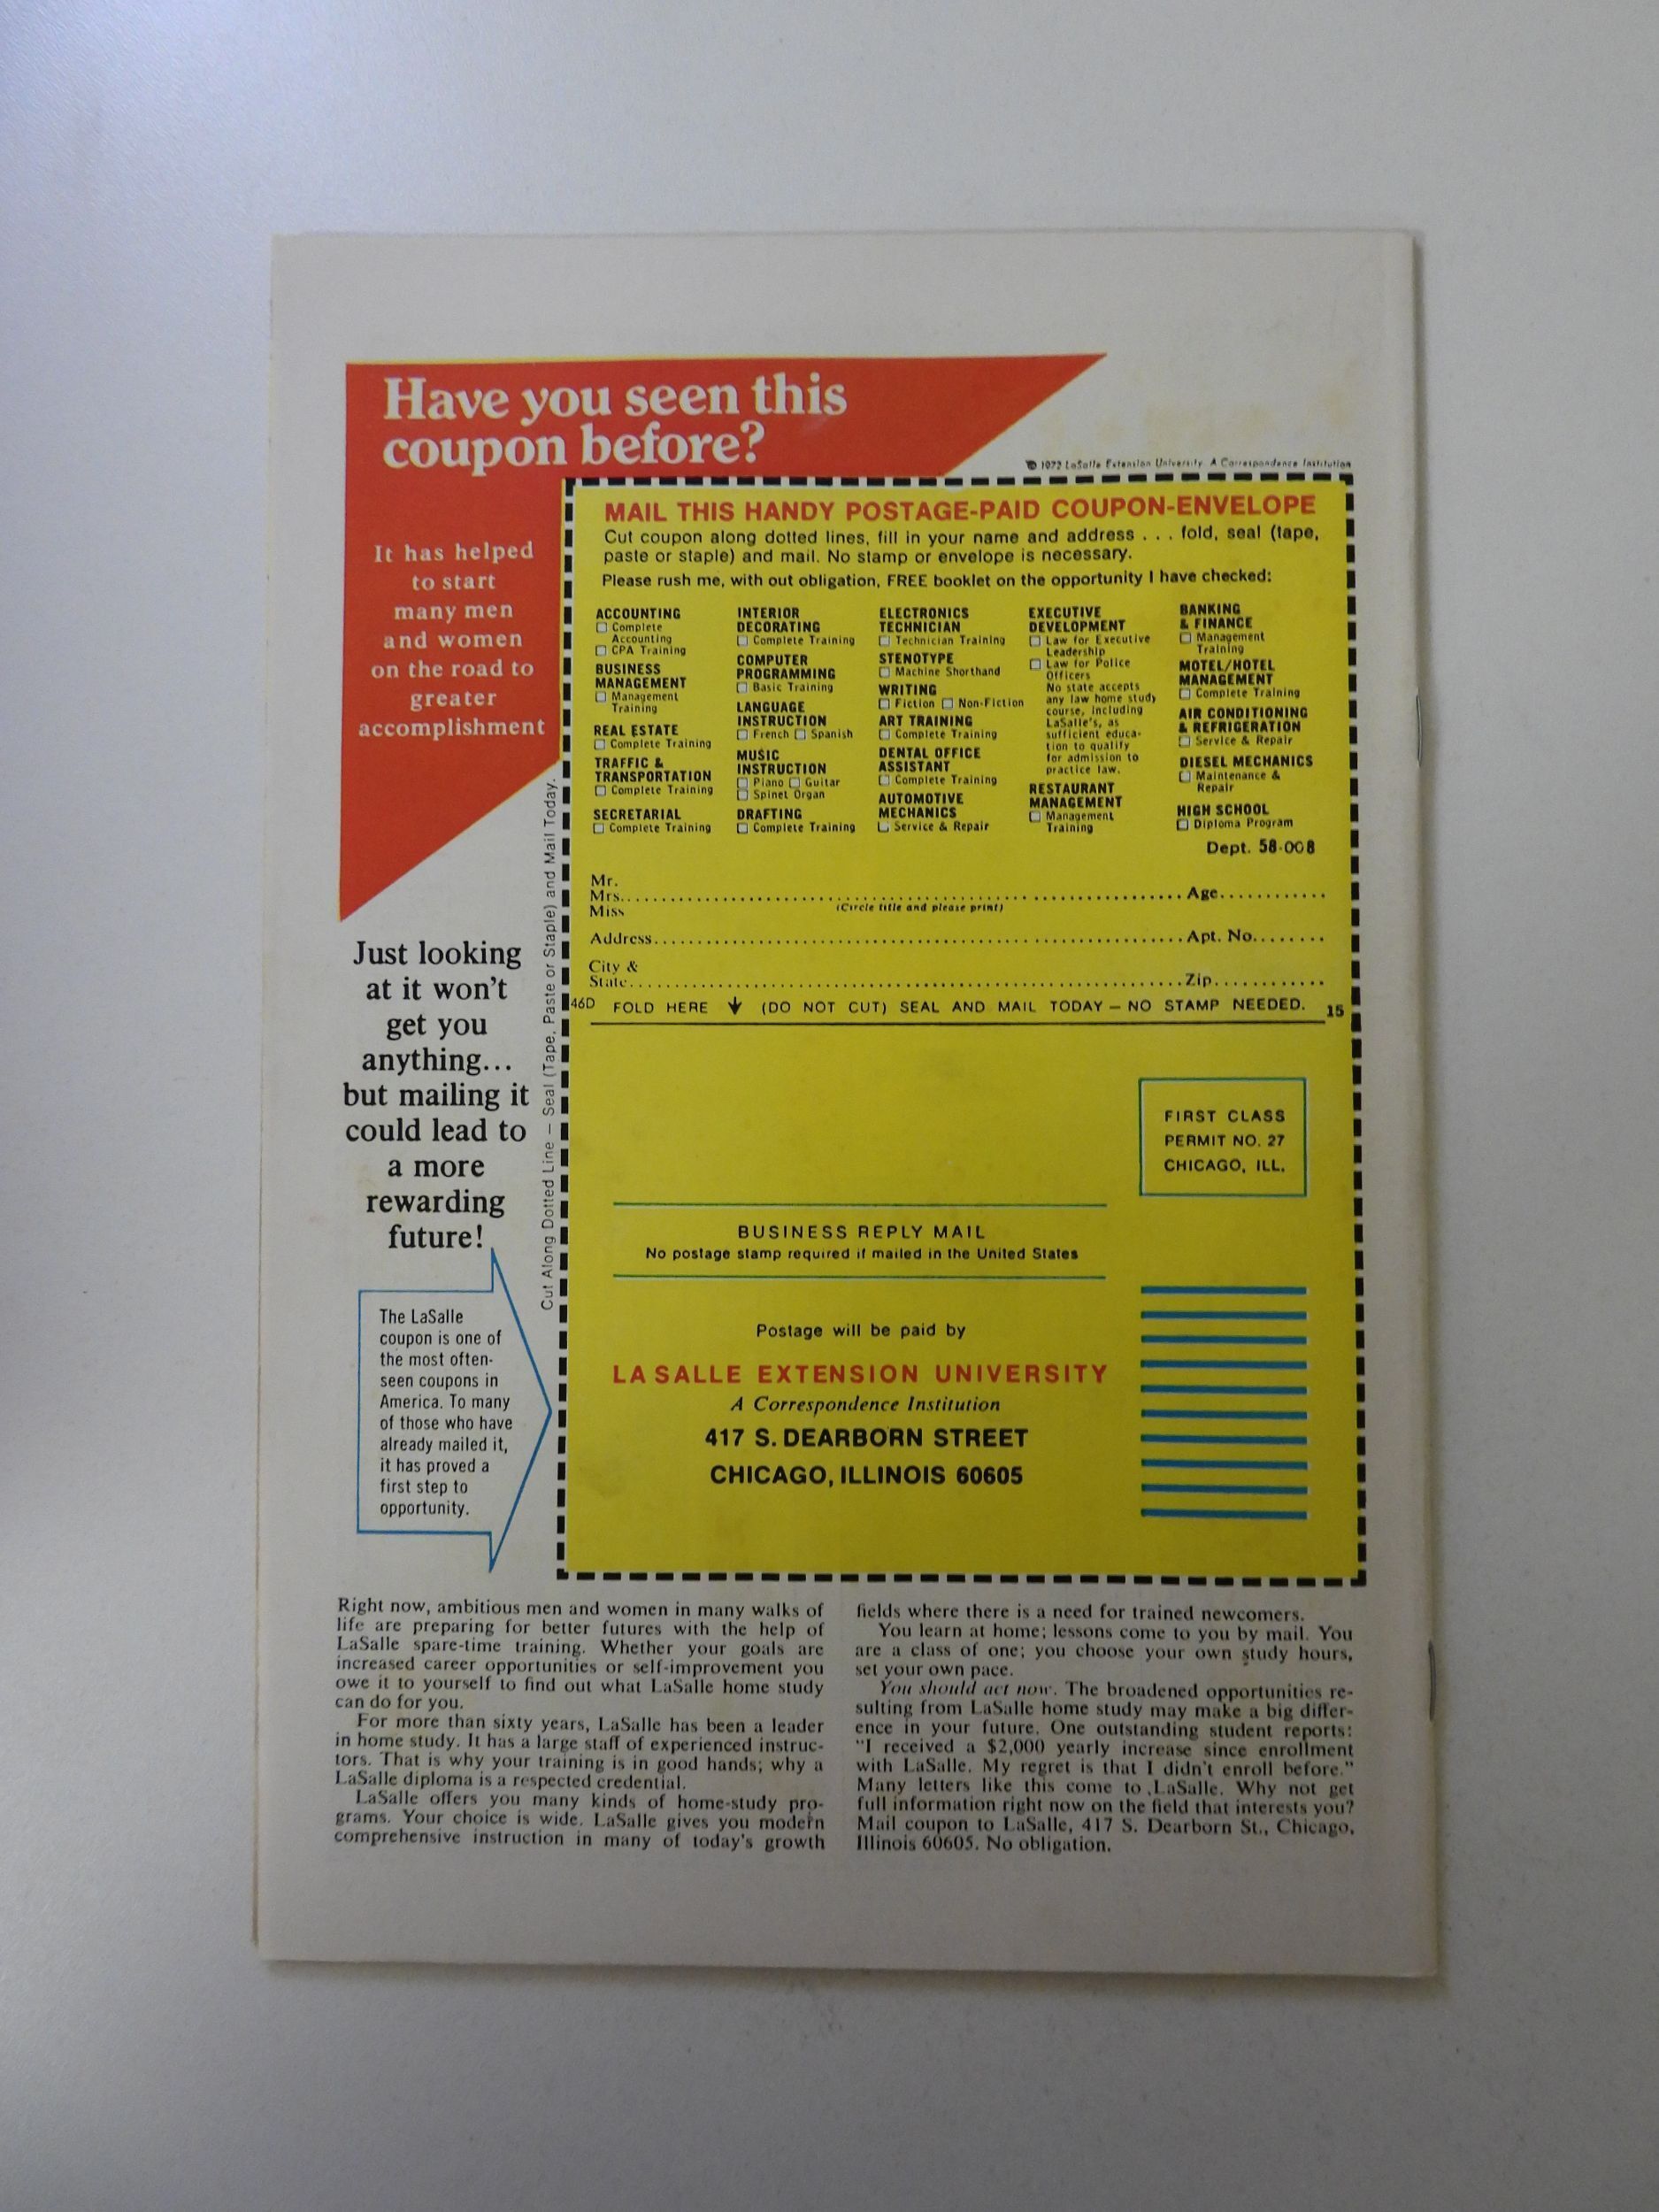 Have you seen this
coupon before?
© 1972 LaSalle Extension University A Correspondence Institution
It has helped
to start
many men
and women
on the road to
greater
accomplishment
MAIL THIS HANDY POSTAGE-PAID COUPON-ENVELOPE
Cut coupon along dotted lines, fill in your name and address . . . fold, seal (tape,
paste or staple) and mail. No stamp or envelope is necessary.
Please rush me, with out obligation, FREE booklet on the opportunity I have checked:
ACCOUNTING
Complete
Accounting
CPA Training
BUSINESS
MANAGEMENT
Management
Training
REAL ESTATE
Complete Training
TRAFFIC &
TRANSPORTATION
Complete Training
SECRETARIAL
Complete Training
INTERIOR
DECORATING
Complete Training
COMPUTER
PROGRAMMING
Basic Training
LANGUAGE
INSTRUCTION
French Spanish
MUSIC
INSTRUCTION
Piano Guitar
Spinet Organ
DRAFTING
Complete Training
ELECTRONICS
TECHNICIAN
Technician Training
STENOTYPE
Machine Shorthand
WRITING
Fiction Non-Fiction
ART TRAINING
Complete Training
DENTAL OFFICE
ASSISTANT
Complete Training
AUTOMOTIVE
MECHANICS
Service & Repair
EXECUTIVE
DEVELOPMENT
Law for Executive
Leadership
Law for Police
Officers
No state accepts
any law home study
course, including
LaSalle's, as
sufficient educa-
tion to qualify
for admission to
practice law.
RESTAURANT
MANAGEMENT
Management
Training
BANKING
& FINANCE
Management
Training
MOTEL/HOTEL
MANAGEMENT
Complete Training
AIR CONDITIONING
& REFRIGERATION
Service & Repair
DIESEL MECHANICS
Maintenance &
Repair
HIGH SCHOOL
Diploma Program
Dept. 58-008
Mr.
Mrs. Age
Miss (Circle title and please print)
Address Apt. No.
City &
State Zip
46D FOLD HERE (DO NOT CUT) SEAL AND MAIL TODAY — NO STAMP NEEDED. 15
Cut Along Dotted Line — Seal (Tape, Paste or Staple) and Mail Today.
Just looking
at it won't
get you
anything...
but mailing it
could lead to
a more
rewarding
future!
The LaSalle
coupon is one of
the most often-
seen coupons in
America. To many
of those who have
already mailed it,
it has proved a
first step to
opportunity.
FIRST CLASS
PERMIT NO. 27
CHICAGO, ILL.
BUSINESS REPLY MAIL
No postage stamp required if mailed in the United States
Postage will be paid by
LA SALLE EXTENSION UNIVERSITY
A Correspondence Institution
417 S. DEARBORN STREET
CHICAGO, ILLINOIS 60605
Right now, ambitious men and women in many walks of
life are preparing for better futures with the help of
LaSalle spare-time training. Whether your goals are
increased career opportunities or self-improvement you
owe it to yourself to find out what LaSalle home study
can do for you.
For more than sixty years, LaSalle has been a leader
in home study. It has a large staff of experienced instruc-
tors. That is why your training is in good hands; why a
LaSalle diploma is a respected credential.
LaSalle offers you many kinds of home-study pro-
grams. Your choice is wide. LaSalle gives you modern
comprehensive instruction in many of today's growth
fields where there is a need for trained newcomers.
You learn at home; lessons come to you by mail. You
are a class of one; you choose your own study hours,
set your own pace.
You should act now. The broadened opportunities re-
sulting from LaSalle home study may make a big differ-
ence in your future. One outstanding student reports:
"I received a $2,000 yearly increase since enrollment
with LaSalle. My regret is that I didn't enroll before."
Many letters like this come to LaSalle. Why not get
full information right now on the field that interests you?
Mail coupon to LaSalle, 417 S. Dearborn St., Chicago,
Illinois 60605. No obligation.